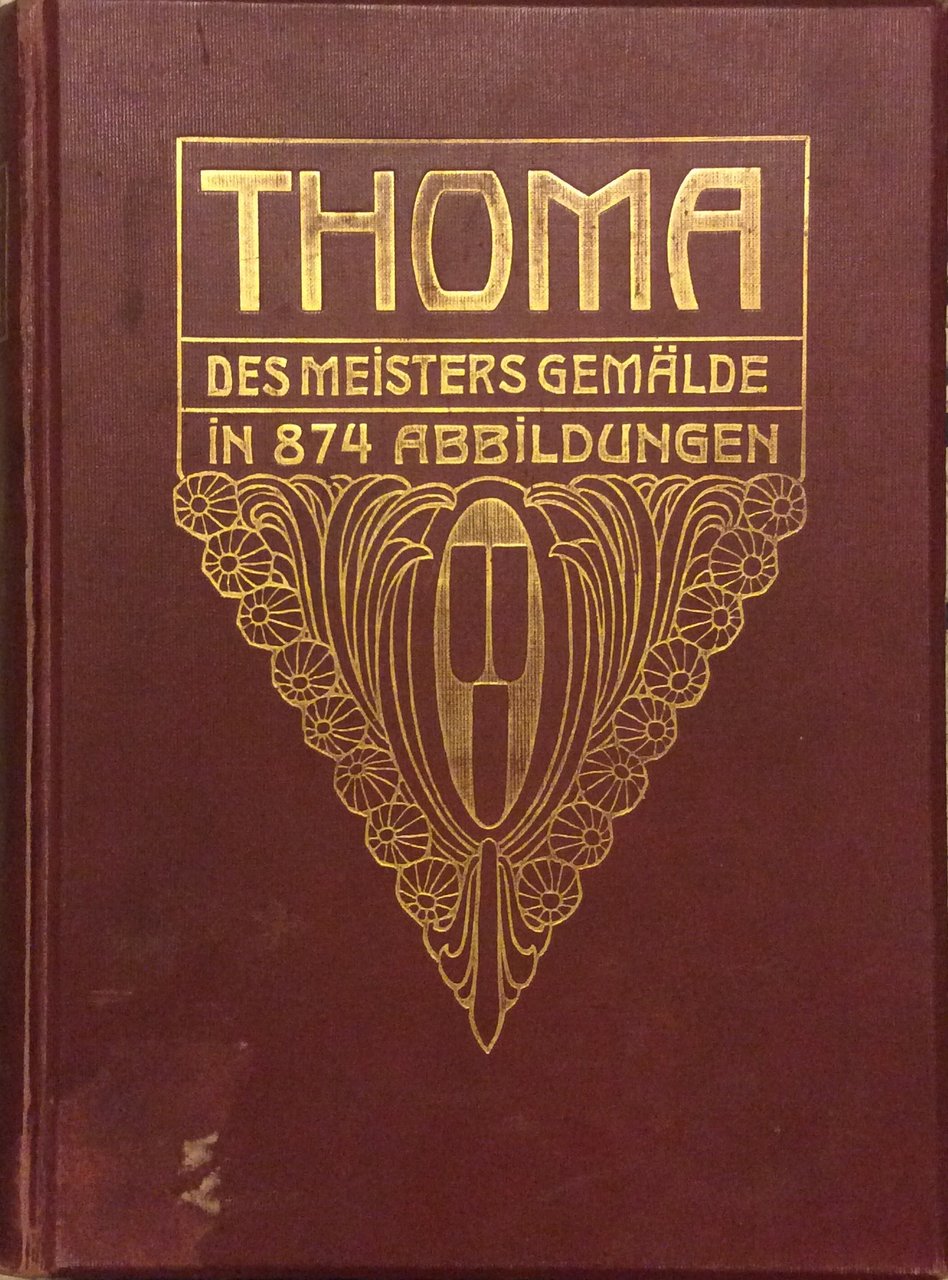 THOMA
DES MEiSTERS GEMÄLDE
iN 874 ABBiLDUNGEN